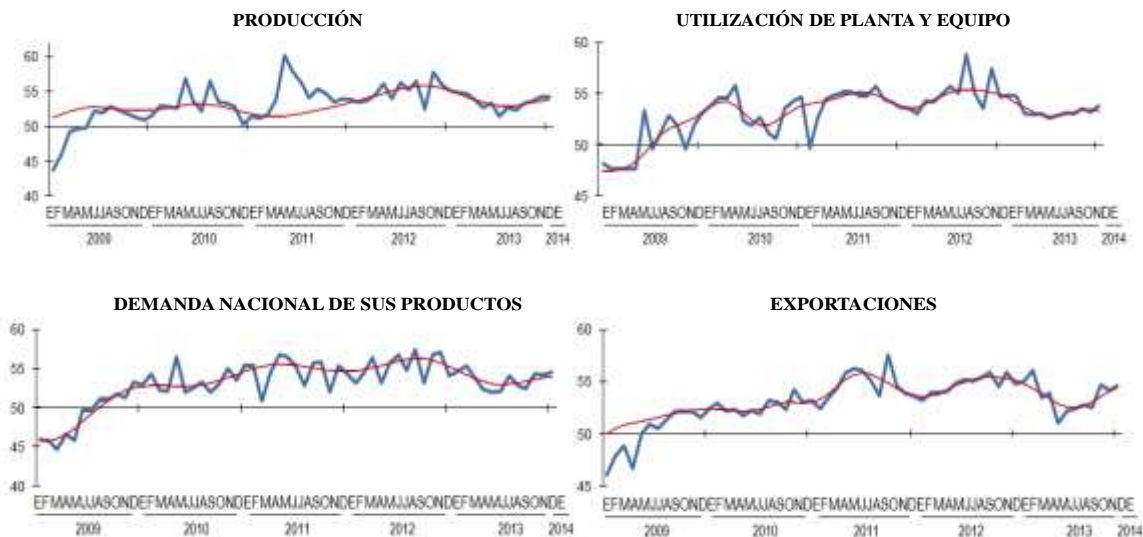 PRODUCCIÓN
60
55
50
45
40
EFMAMJJASONDEFMAMJJASONDEFMAMJJASONDEFMAMJJASONDEFMAMJJASONDE
2009 2010 2011 2012 2013 2014
UTILIZACIÓN DE PLANTA Y EQUIPO
60
55
50
45
EFMAMJJASONDEFMAMJJASONDEFMAMJJASONDEFMAMJJASONDEFMAMJJASONDE
2009 2010 2011 2012 2013 2014
DEMANDA NACIONAL DE SUS PRODUCTOS
60
55
50
45
40
EFMAMJJASONDEFMAMJJASONDEFMAMJJASONDEFMAMJJASONDEFMAMJJASONDE
2009 2010 2011 2012 2013 2014
EXPORTACIONES
60
55
50
45
EFMAMJJASONDEFMAMJJASONDEFMAMJJASONDEFMAMJJASONDEFMAMJJASONDE
2009 2010 2011 2012 2013 2014